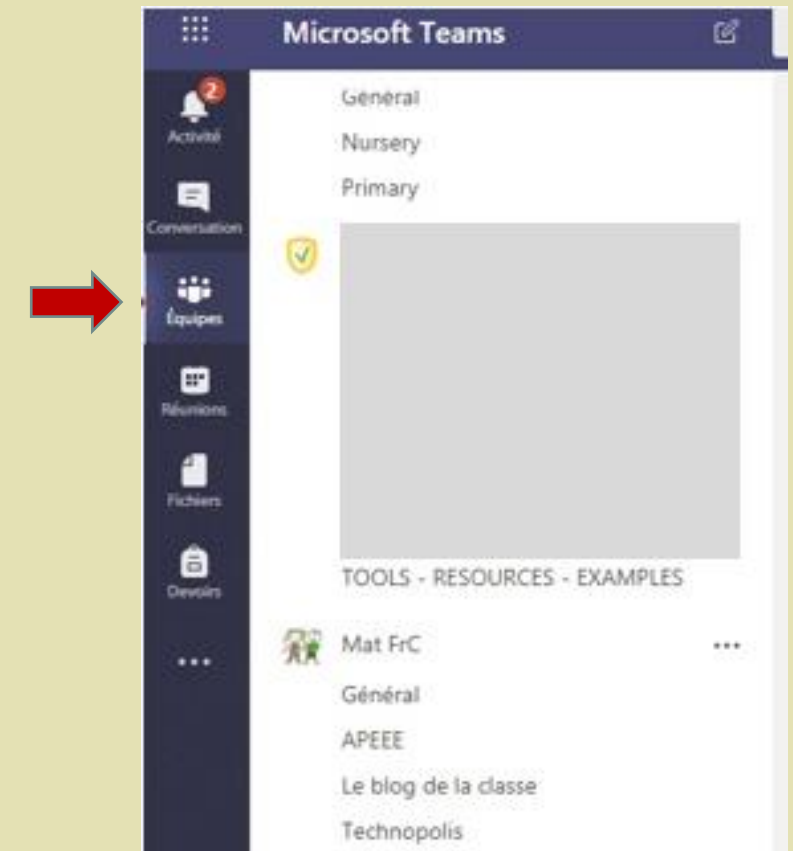 Microsoft Teams
2
Activité
Conversation
Équipes
Réunions
Fichiers
Devoirs
...
Général
Nursery
Primary
TOOLS - RESOURCES - EXAMPLES
Mat FrC ...
Général
APEEE
Le blog de la classe
Technopolis